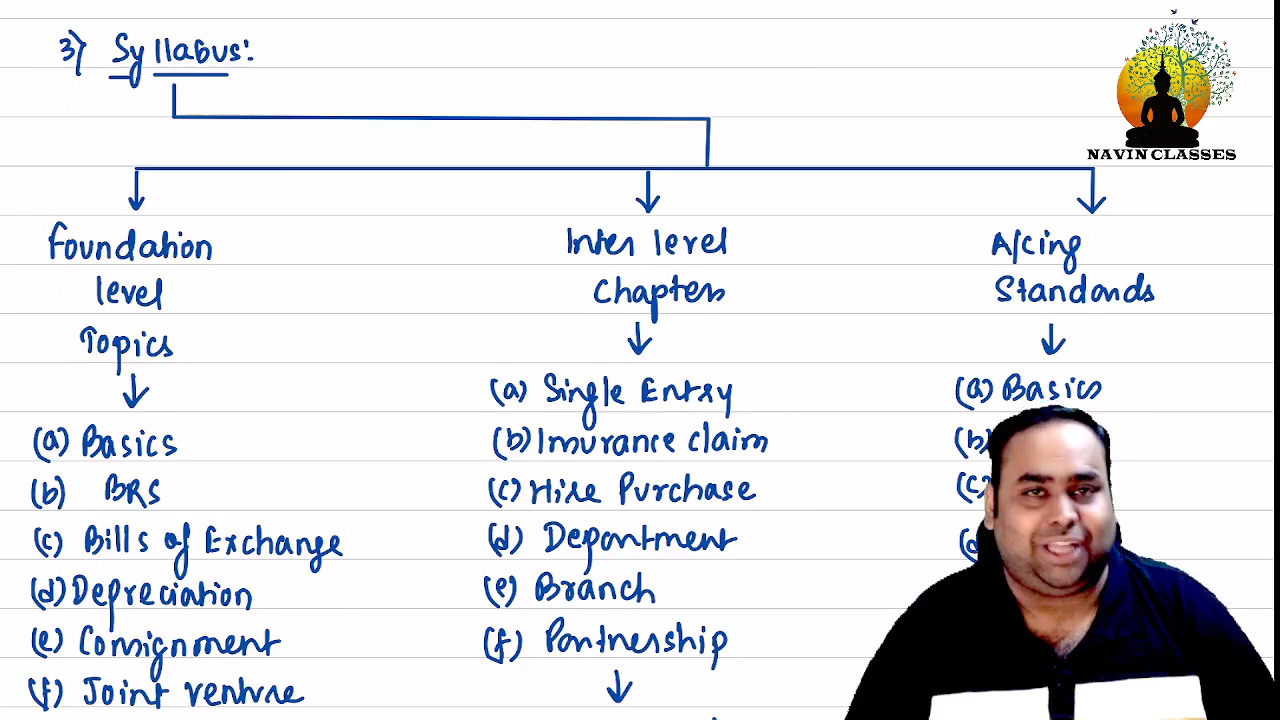 3) Syllabus:
NAVIN CLASSES
Foundation
level
Topics
(a) Basics
(b) BRS
(c) Bills of Exchange
(d) Depreciation
(e) Consignment
(f) Joint venture
Inter level
Chapters
(a) Single Entry
(b) Insurance claim
(c) Hire Purchase
(d) Department
(e) Branch
(f) Partnership
A/cing
Standards
(a) Basics
(b)
(c)